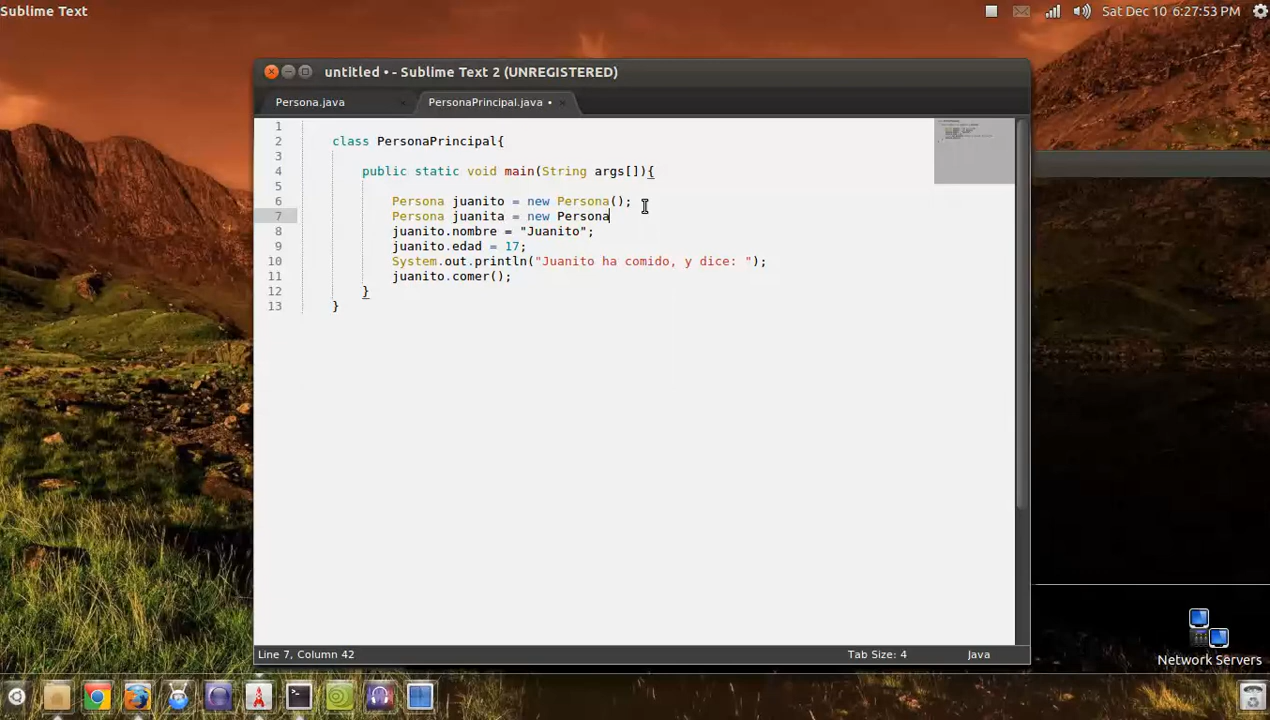 Sublime Text
Sat Dec 10 6:27:53 PM
untitled • - Sublime Text 2 (UNREGISTERED)
Persona.java
PersonaPrincipal.java •
1
2 class PersonaPrincipal{
3
4 public static void main(String args[]){
5
6 Persona juanito = new Persona();
7 Persona juanita = new Persona
8 juanito.nombre = "Juanito";
9 juanito.edad = 17;
10 System.out.println("Juanito ha comido, y dice: ");
11 juanito.comer();
12 }
13 }
Line 7, Column 42
Tab Size: 4
Java
Network Servers